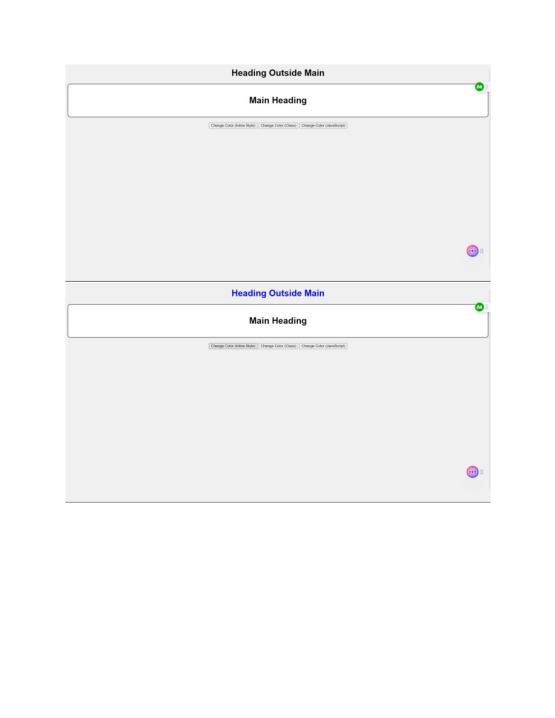 Heading Outside Main
Main Heading
Change Color (Inline Style) Change Color (Class) Change Color (JavaScript)
Heading Outside Main
Main Heading
Change Color (Inline Style) Change Color (Class) Change Color (JavaScript)